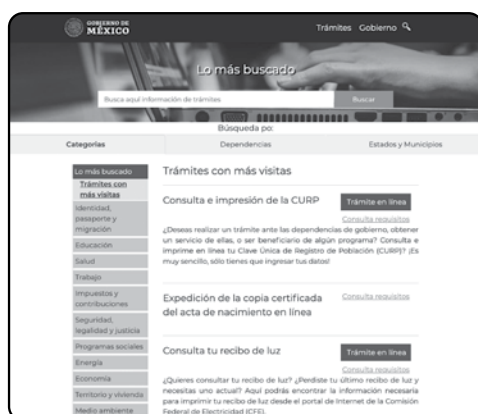 GOBIERNO DE
MÉXICO
Trámites Gobierno
Lo más buscado
Busca aquí información de trámites
Buscar
Búsqueda po:
Categorías
Dependencias
Estados y Municipios
Lo más buscado
Trámites con
más visitas
Identidad,
pasaporte y
migración
Educación
Salud
Trabajo
Impuestos y
contribuciones
Seguridad,
legalidad y justicia
Programas sociales
Energía
Economía
Territorio y vivienda
Medio ambiente
Trámites con más visitas
Consulta e impresión de la CURP
Trámite en línea
Consulta requisitos
¿Deseas realizar un trámite ante las dependencias de gobierno, obtener
un servicio de ellas, o ser beneficiario de algún programa? Consulta e
imprime en línea tu Clave Única de Registro de Población (CURP)? ¡Es
muy sencillo, sólo tienes que ingresar tus datos!
Expedición de la copia certificada
del acta de nacimiento en línea
Consulta requisitos
Consulta tu recibo de luz
Trámite en línea
Consulta requisitos
¿Quieres consultar tu recibo de luz? ¿Perdiste tu último recibo de luz y
necesitas uno actual? Aquí podrás encontrar la información necesaria
para imprimir tu recibo de luz desde el portal de Internet de la Comisión
Federal de Electricidad (CFE).